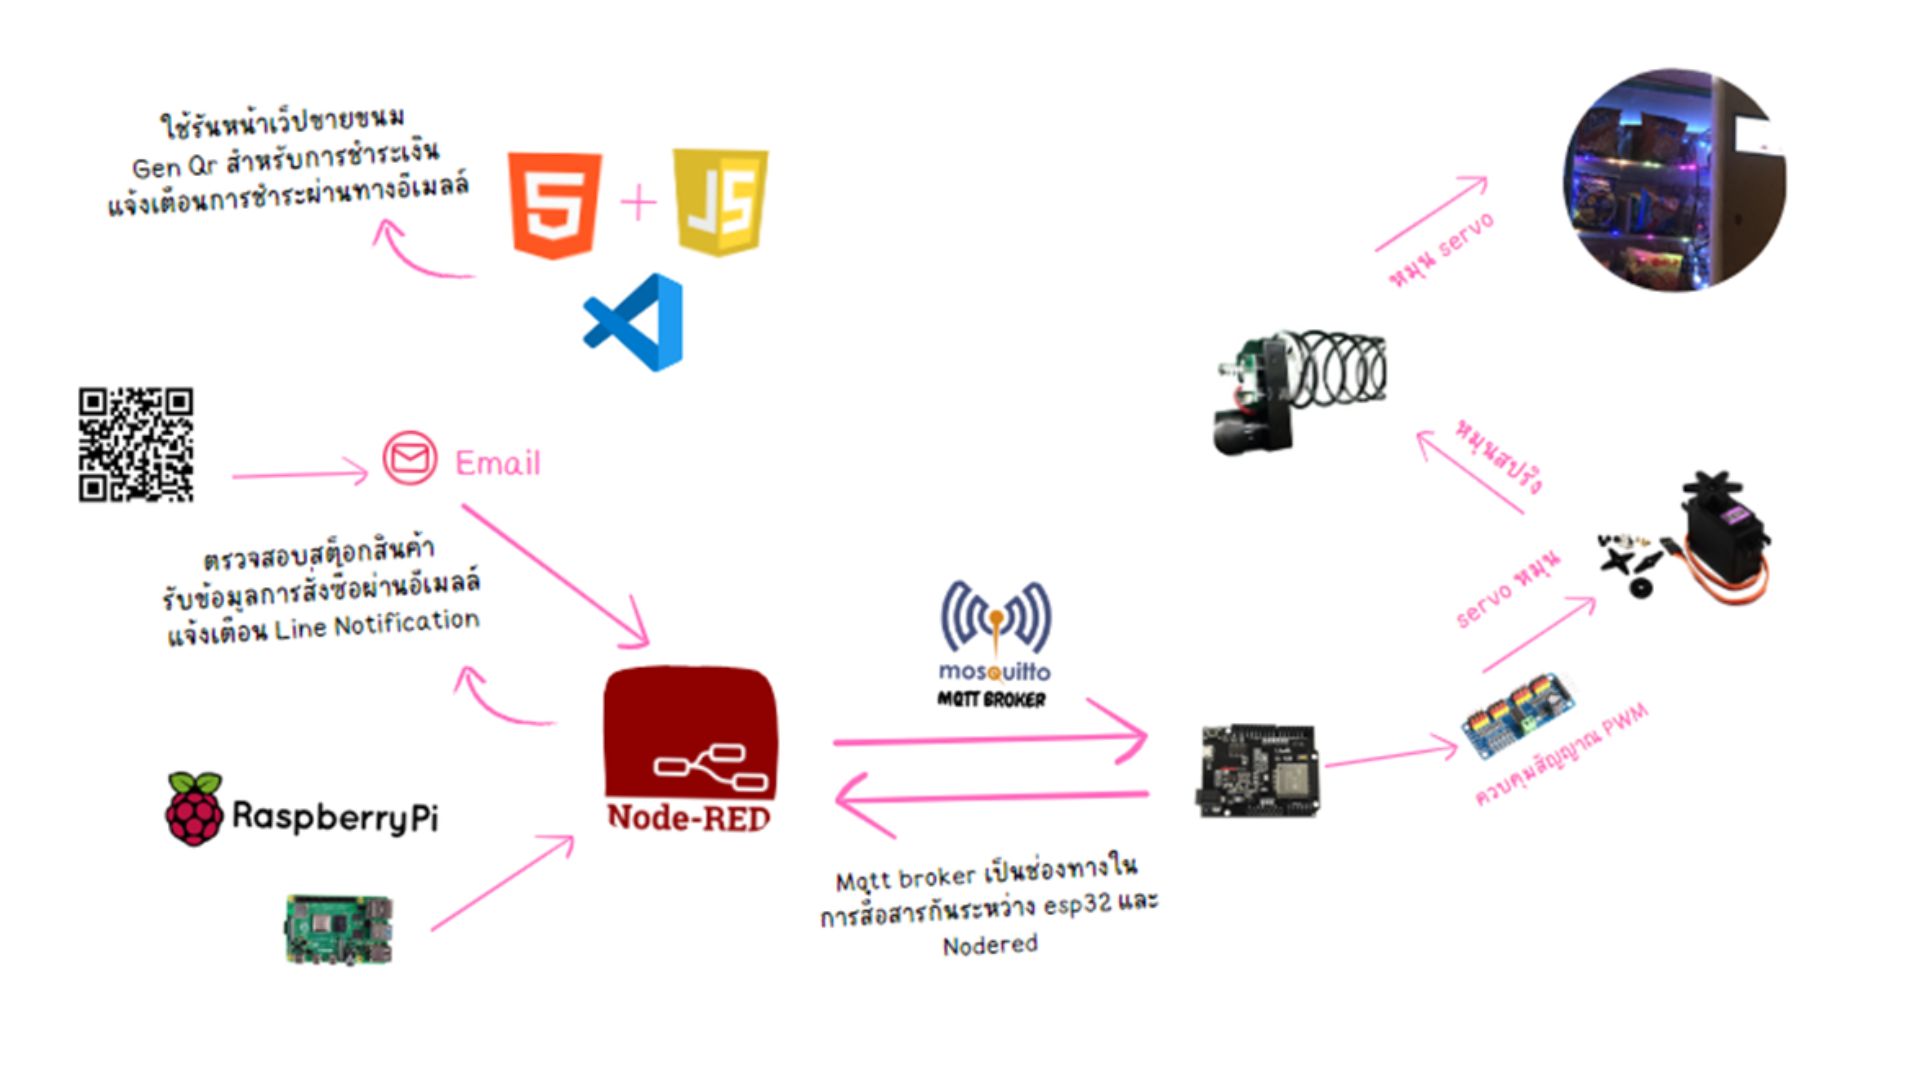 ใช้รันหน้าเว็ปขายขนม
Gen Qr สำหรับการชำระเงิน
แจ้งเตือนการชำระผ่านทางอีเมลล์
5
JS
Email
ตรวจสอบสต็อกสินค้า
รับข้อมูลการสั่งซื้อผ่านอีเมลล์
แจ้งเตือน Line Notification
RaspberryPi
Node-RED
mosquitto
MQTT BROKER
Mqtt broker เป็นช่องทางใน
การสื่อสารกันระหว่าง esp32 และ
Nodered
ควบคุมสัญญาณ PWM
servo หมุน
หมุนสปริง
หมุน servo